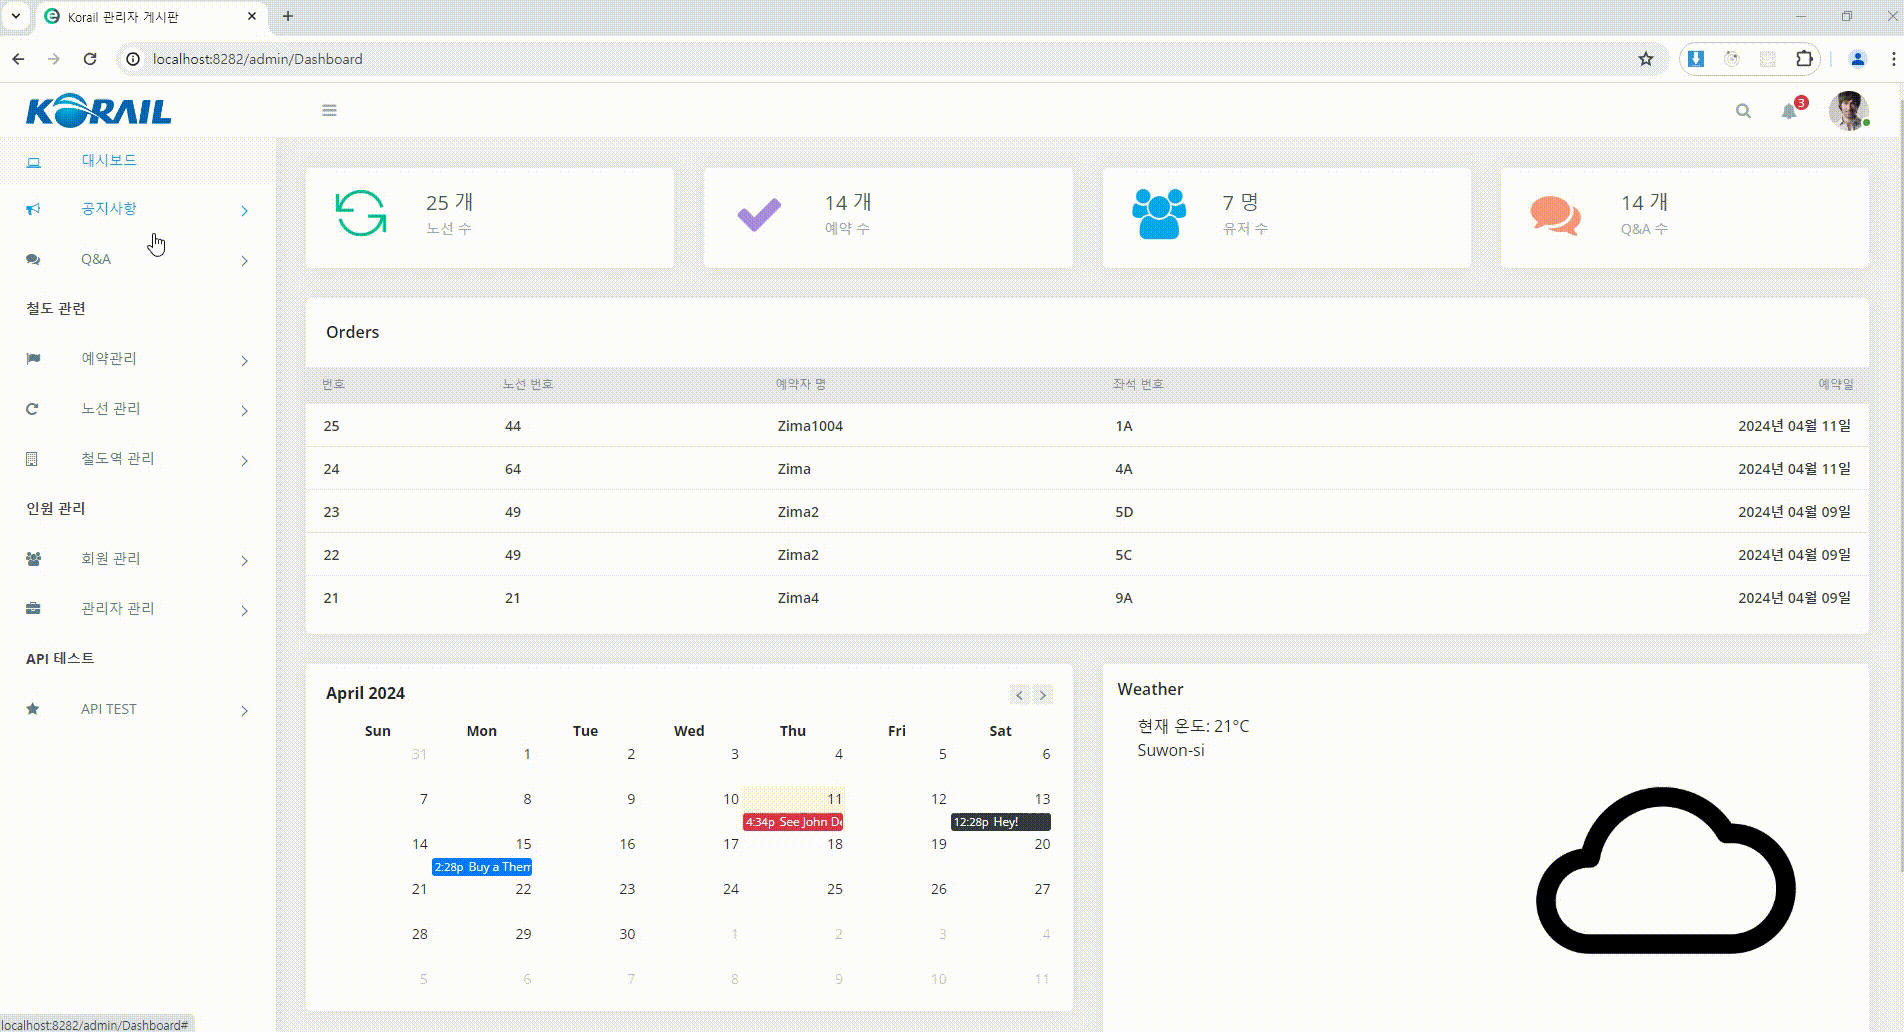 Korail 관리자 게시판
localhost:8282/admin/Dashboard
KORAIL
3
대시보드
공지사항
Q&A
철도 관련
예약관리
노선 관리
철도역 관리
인원 관리
회원 관리
관리자 관리
API 테스트
API TEST
25 개
노선 수
14 개
예약 수
7 명
유저 수
14 개
Q&A 수
Orders
번호 노선 번호 예약자 명 좌석 번호 예약일
25 44 Zima1004 1A 2024년 04월 11일
24 64 Zima 4A 2024년 04월 11일
23 49 Zima2 5D 2024년 04월 09일
22 49 Zima2 5C 2024년 04월 09일
21 21 Zima4 9A 2024년 04월 09일
April 2024
Sun Mon Tue Wed Thu Fri Sat
31 1 2 3 4 5 6
7 8 9 10 11 12 13
4:34p See John De 12:28p Hey!
14 15 16 17 18 19 20
2:28p Buy a Them
21 22 23 24 25 26 27
28 29 30 1 2 3 4
5 6 7 8 9 10 11
Weather
현재 온도: 21°C
Suwon-si
localhost:8282/admin/Dashboard#